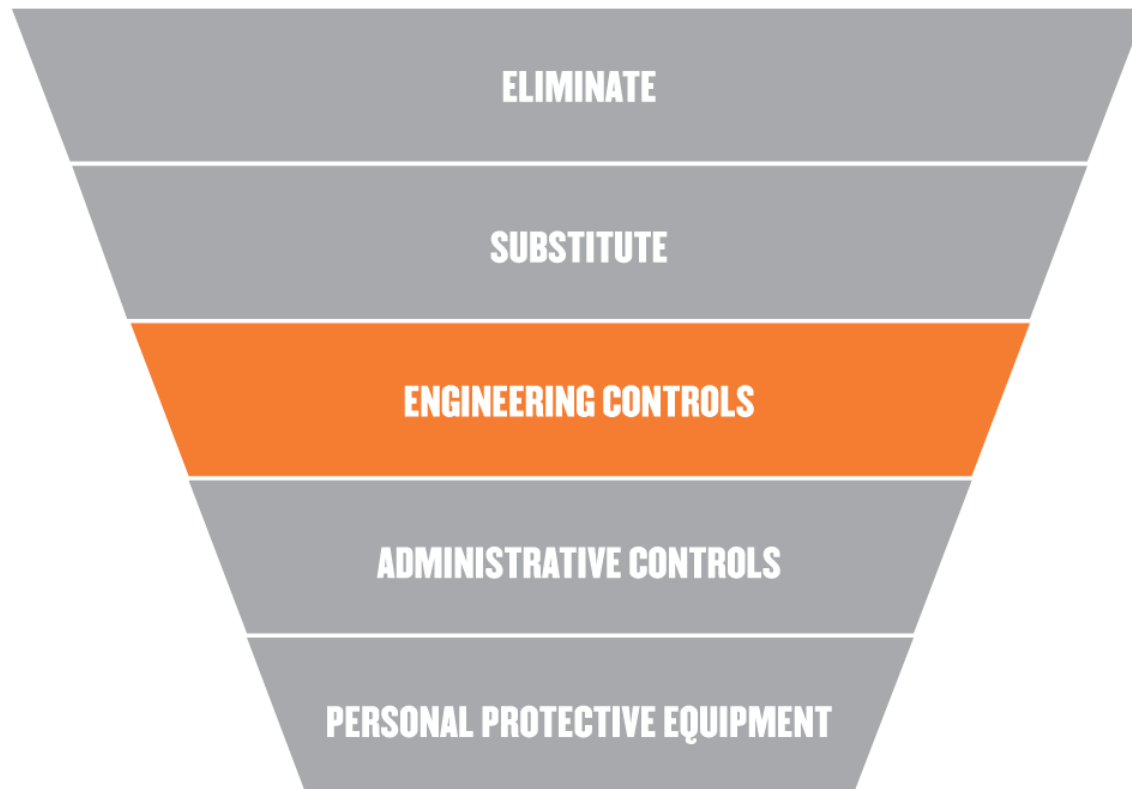 ELIMINATE
SUBSTITUTE
ENGINEERING CONTROLS
ADMINISTRATIVE CONTROLS
PERSONAL PROTECTIVE EQUIPMENT